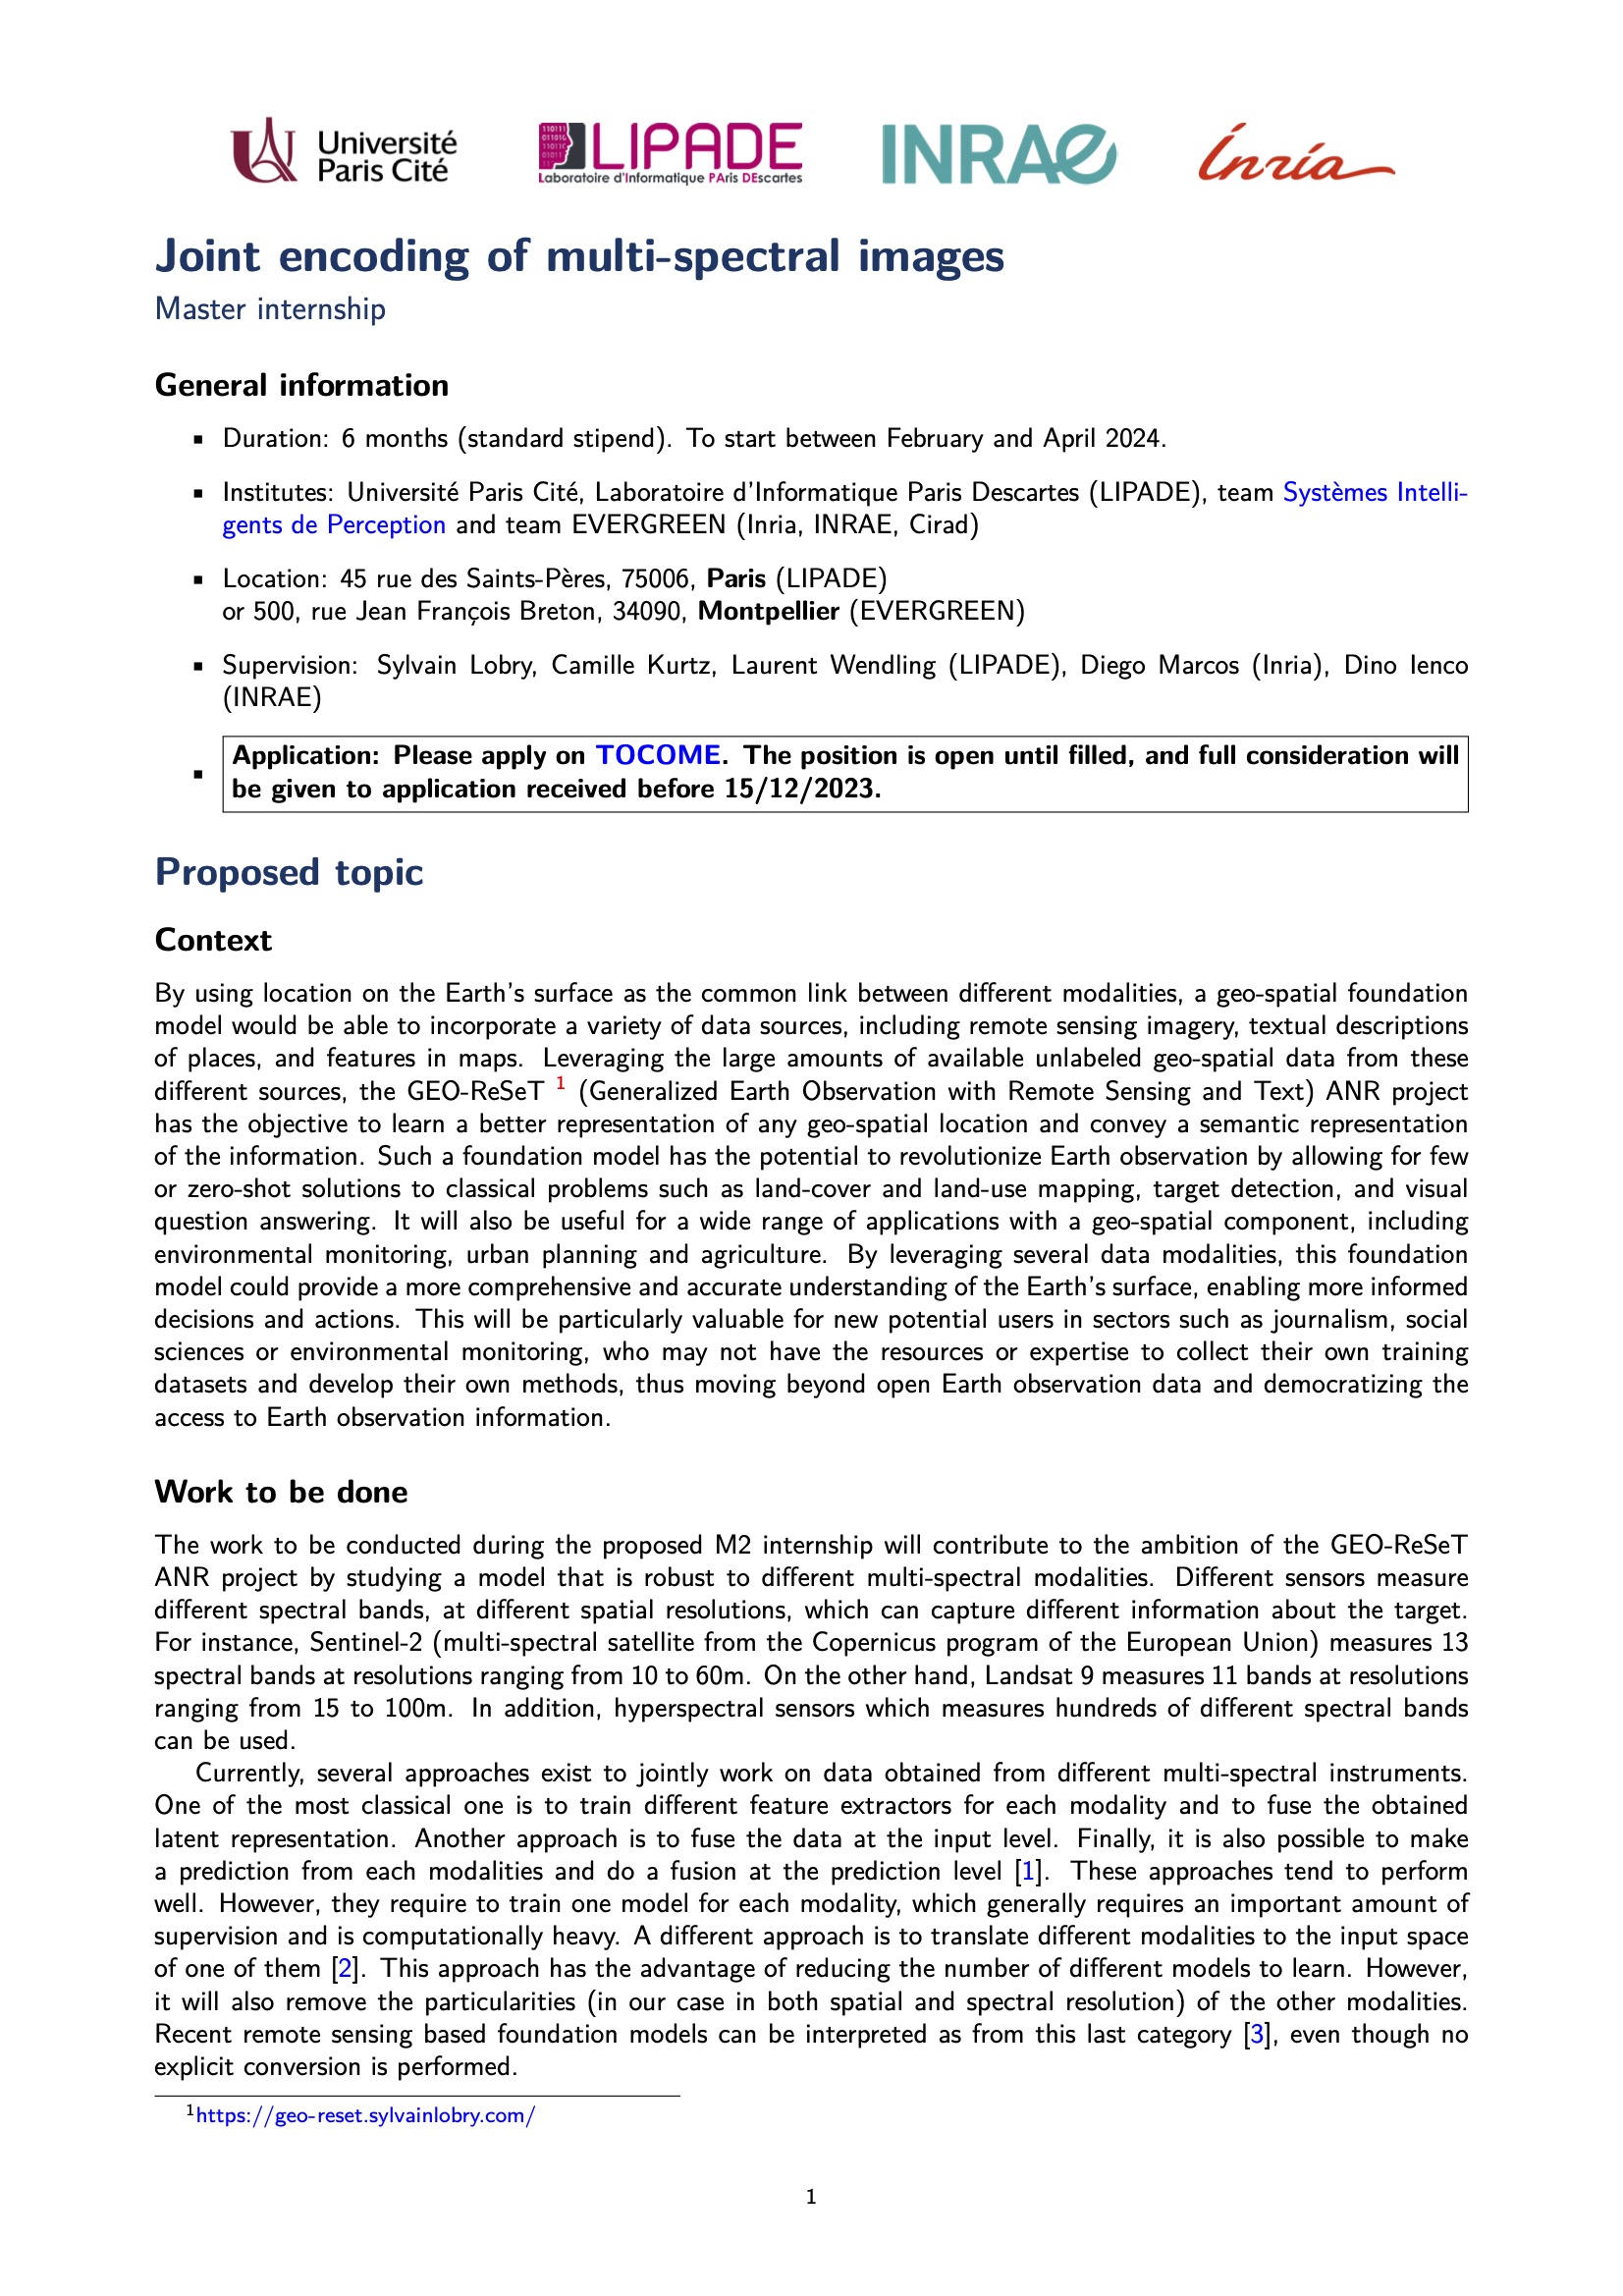 Université
Paris Cité
LIPADE
Laboratoire d'Informatique PAris DEscartes
INRAE
Inria
Joint encoding of multi-spectral images
Master internship
General information
▪ Duration: 6 months (standard stipend). To start between February and April 2024.
▪ Institutes: Université Paris Cité, Laboratoire d'Informatique Paris Descartes (LIPADE), team Systèmes Intelli-
gents de Perception and team EVERGREEN (Inria, INRAE, Cirad)
▪ Location: 45 rue des Saints-Pères, 75006, Paris (LIPADE)
or 500, rue Jean François Breton, 34090, Montpellier (EVERGREEN)
▪ Supervision: Sylvain Lobry, Camille Kurtz, Laurent Wendling (LIPADE), Diego Marcos (Inria), Dino Ienco
(INRAE)
▪ Application: Please apply on TOCOME. The position is open until filled, and full consideration will
be given to application received before 15/12/2023.
Proposed topic
Context
By using location on the Earth's surface as the common link between different modalities, a geo-spatial foundation
model would be able to incorporate a variety of data sources, including remote sensing imagery, textual descriptions
of places, and features in maps. Leveraging the large amounts of available unlabeled geo-spatial data from these
different sources, the GEO-ReSeT 1 (Generalized Earth Observation with Remote Sensing and Text) ANR project
has the objective to learn a better representation of any geo-spatial location and convey a semantic representation
of the information. Such a foundation model has the potential to revolutionize Earth observation by allowing for few
or zero-shot solutions to classical problems such as land-cover and land-use mapping, target detection, and visual
question answering. It will also be useful for a wide range of applications with a geo-spatial component, including
environmental monitoring, urban planning and agriculture. By leveraging several data modalities, this foundation
model could provide a more comprehensive and accurate understanding of the Earth's surface, enabling more informed
decisions and actions. This will be particularly valuable for new potential users in sectors such as journalism, social
sciences or environmental monitoring, who may not have the resources or expertise to collect their own training
datasets and develop their own methods, thus moving beyond open Earth observation data and democratizing the
access to Earth observation information.
Work to be done
The work to be conducted during the proposed M2 internship will contribute to the ambition of the GEO-ReSeT
ANR project by studying a model that is robust to different multi-spectral modalities. Different sensors measure
different spectral bands, at different spatial resolutions, which can capture different information about the target.
For instance, Sentinel-2 (multi-spectral satellite from the Copernicus program of the European Union) measures 13
spectral bands at resolutions ranging from 10 to 60m. On the other hand, Landsat 9 measures 11 bands at resolutions
ranging from 15 to 100m. In addition, hyperspectral sensors which measures hundreds of different spectral bands
can be used.
Currently, several approaches exist to jointly work on data obtained from different multi-spectral instruments.
One of the most classical one is to train different feature extractors for each modality and to fuse the obtained
latent representation. Another approach is to fuse the data at the input level. Finally, it is also possible to make
a prediction from each modalities and do a fusion at the prediction level [1]. These approaches tend to perform
well. However, they require to train one model for each modality, which generally requires an important amount of
supervision and is computationally heavy. A different approach is to translate different modalities to the input space
of one of them [2]. This approach has the advantage of reducing the number of different models to learn. However,
it will also remove the particularities (in our case in both spatial and spectral resolution) of the other modalities.
Recent remote sensing based foundation models can be interpreted as from this last category [3], even though no
explicit conversion is performed.
1https://geo-reset.sylvainlobry.com/
1